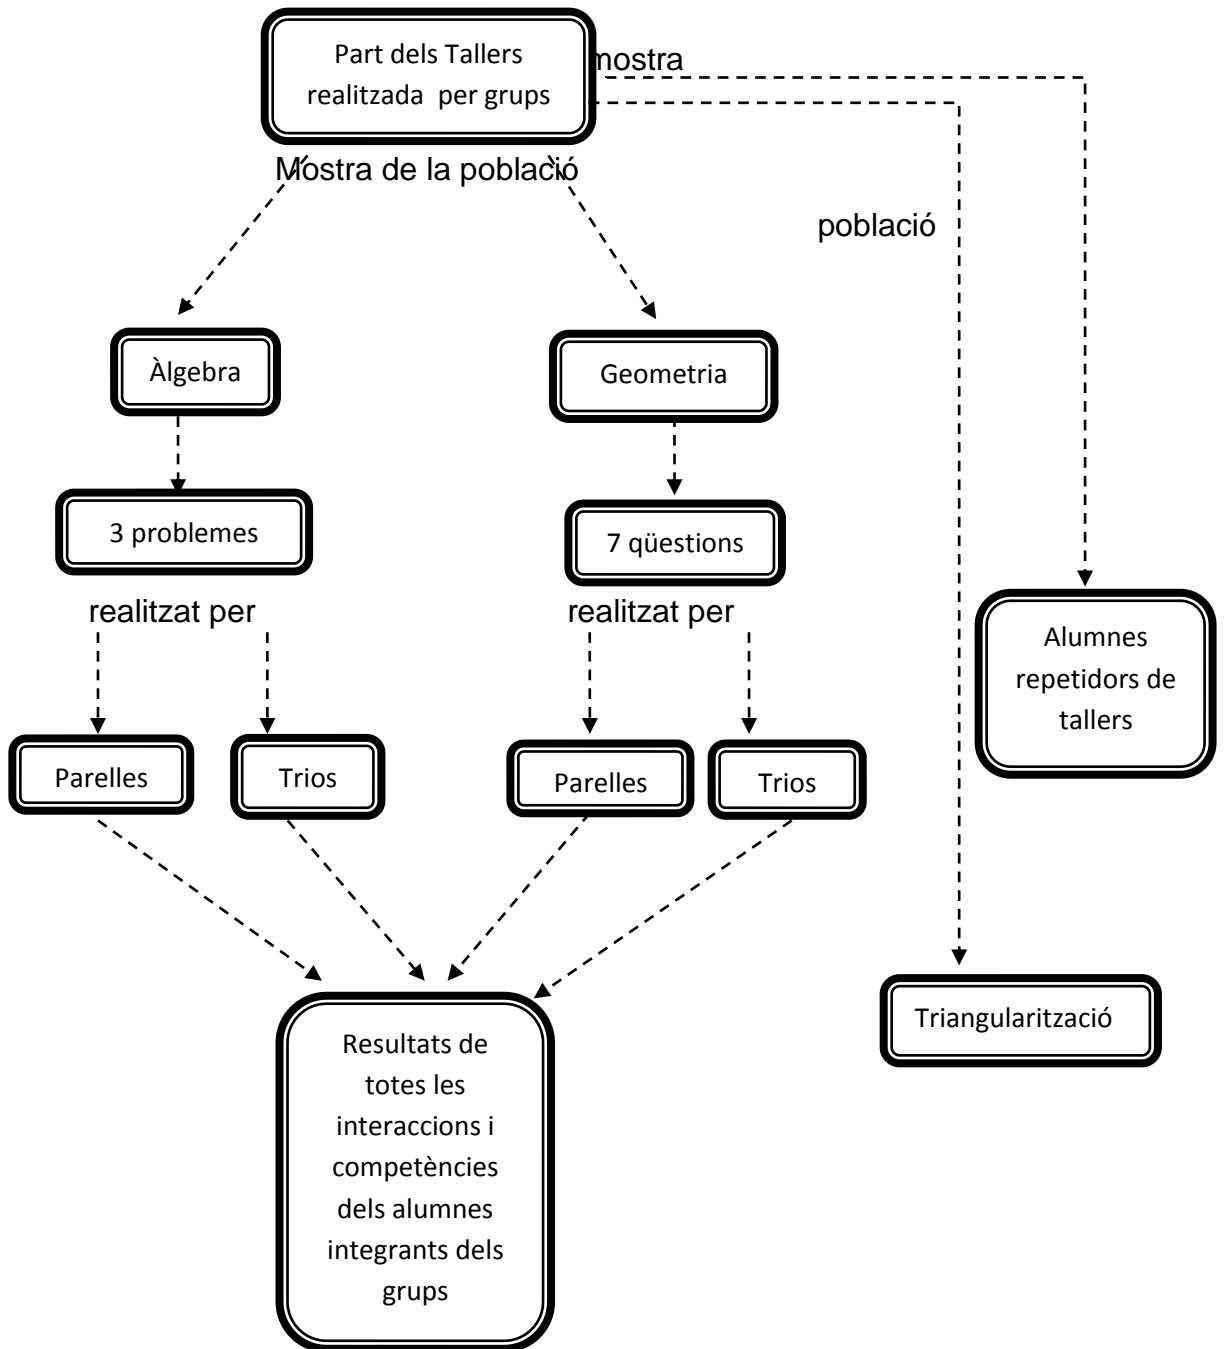 Part dels Tallers
realitzada per grups
mostra
Mostra de la població
població
Àlgebra
Geometria
3 problemes
7 qüestions
realitzat per
realitzat per
Alumnes
repetidors de
tallers
Parelles
Trios
Parelles
Trios
Triangularització
Resultats de
totes les
interaccions i
competències
dels alumnes
integrants dels
grups